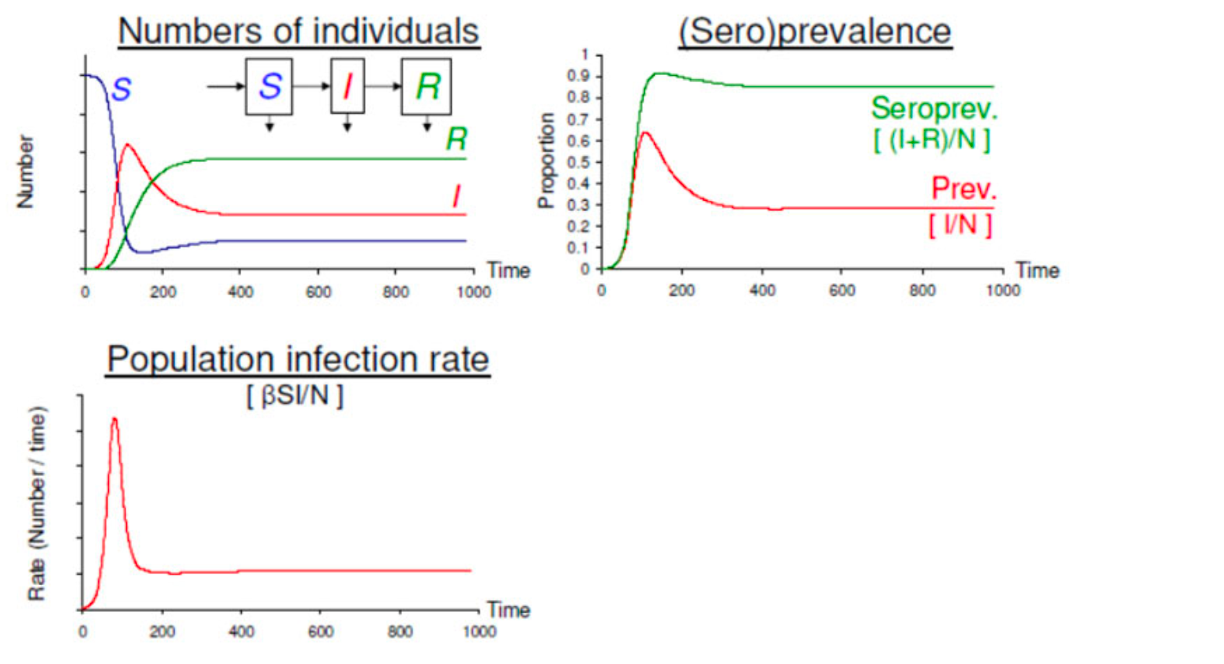 Numbers of individuals
S
S I R
R
I
Number
Time
0 200 400 600 800 1000
(Sero)prevalence
1
0.9
0.8
0.7
0.6
0.5
0.4
0.3
0.2
0.1
0
Proportion
Seroprev.
[ (I+R)/N ]
Prev.
[ I/N ]
Time
0 200 400 600 800 1000
Population infection rate
[ βSI/N ]
Rate (Number / time)
Time
0 200 400 600 800 1000